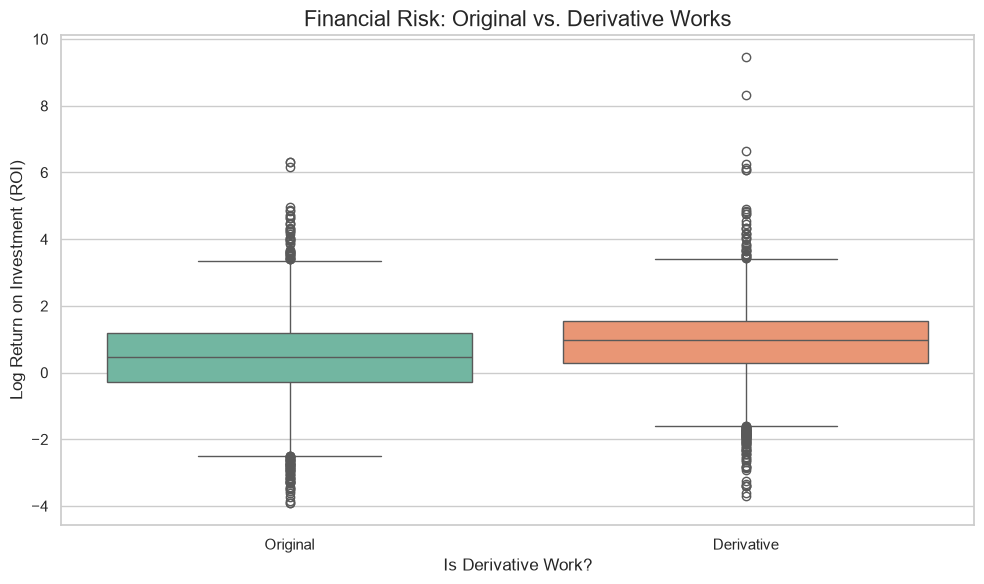 Financial Risk: Original vs. Derivative Works
Log Return on Investment (ROI)
10
8
6
4
2
0
−2
−4
Original
Derivative
Is Derivative Work?